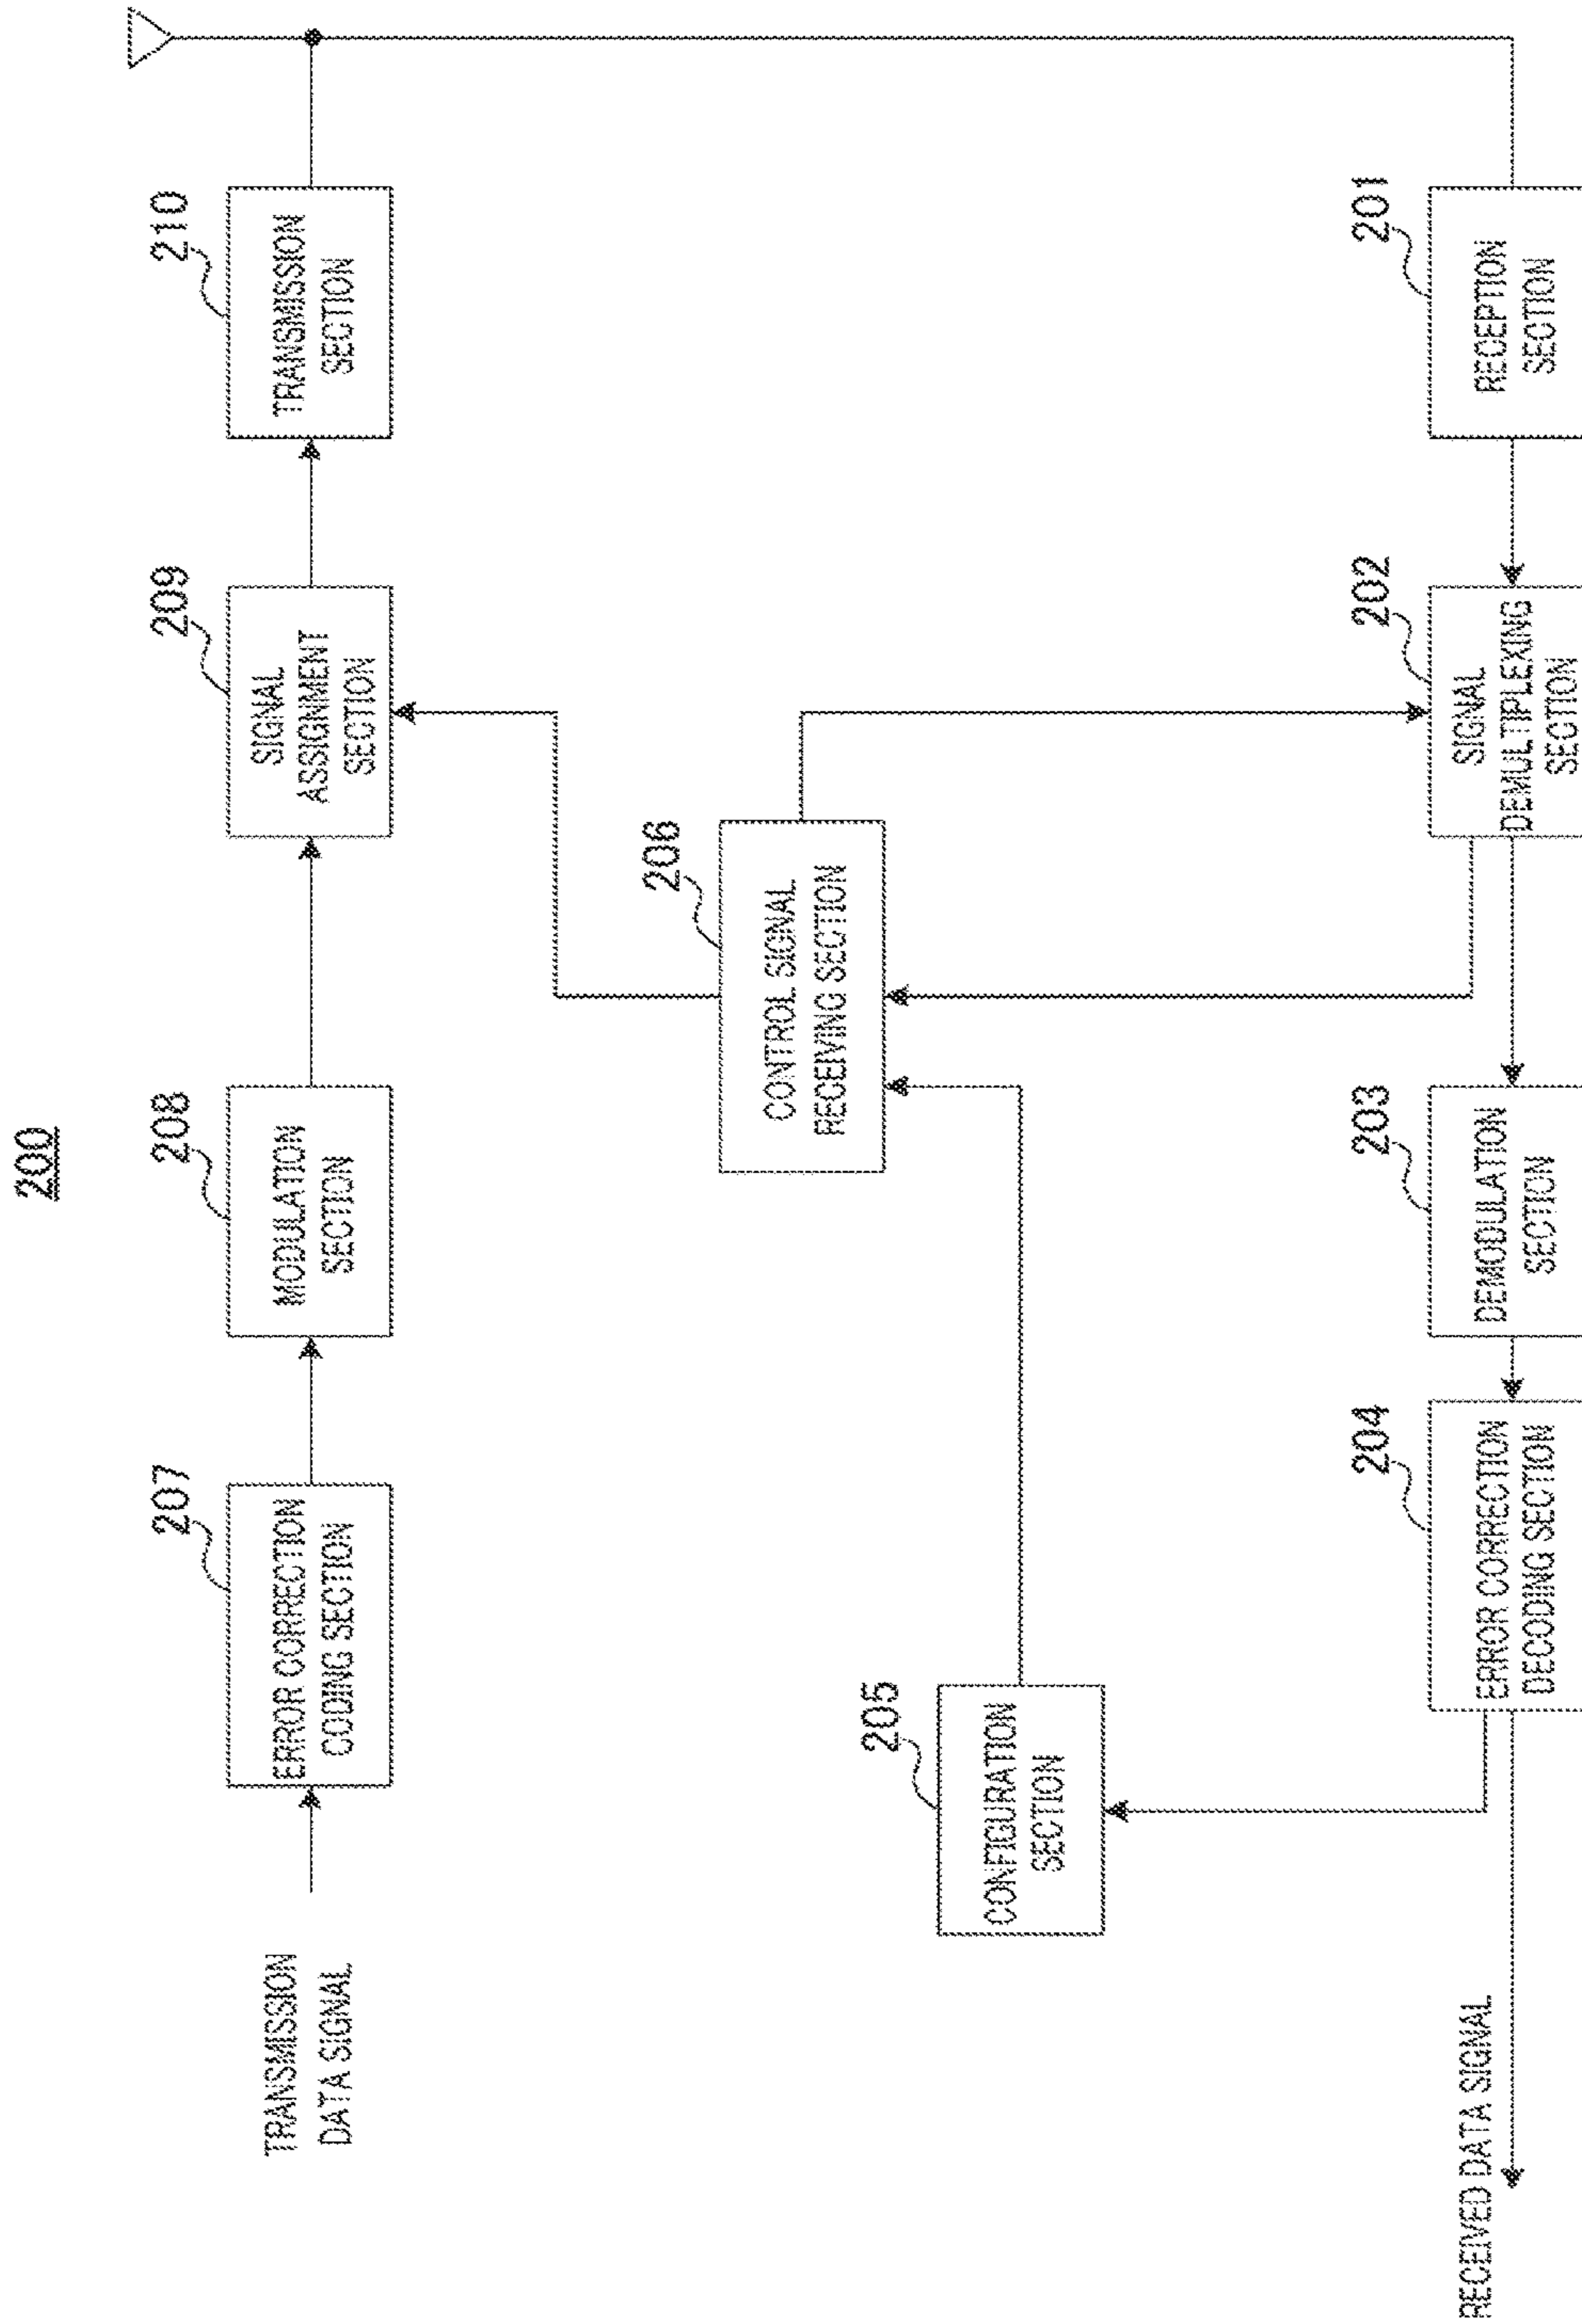 200
207
208
209
210
TRANSMISSION
DATA SIGNAL
ERROR CORRECTION
CODING SECTION
MODULATION
SECTION
SIGNAL
ASSIGNMENT
SECTION
TRANSMISSION
SECTION
206
CONTROL SIGNAL
RECEIVING SECTION
205
CONFIGURATION
SECTION
204
203
202
201
ERROR CORRECTION
DECODING SECTION
DEMODULATION
SECTION
SIGNAL
DEMULTIPLEXING
SECTION
RECEPTION
SECTION
RECEIVED DATA SIGNAL